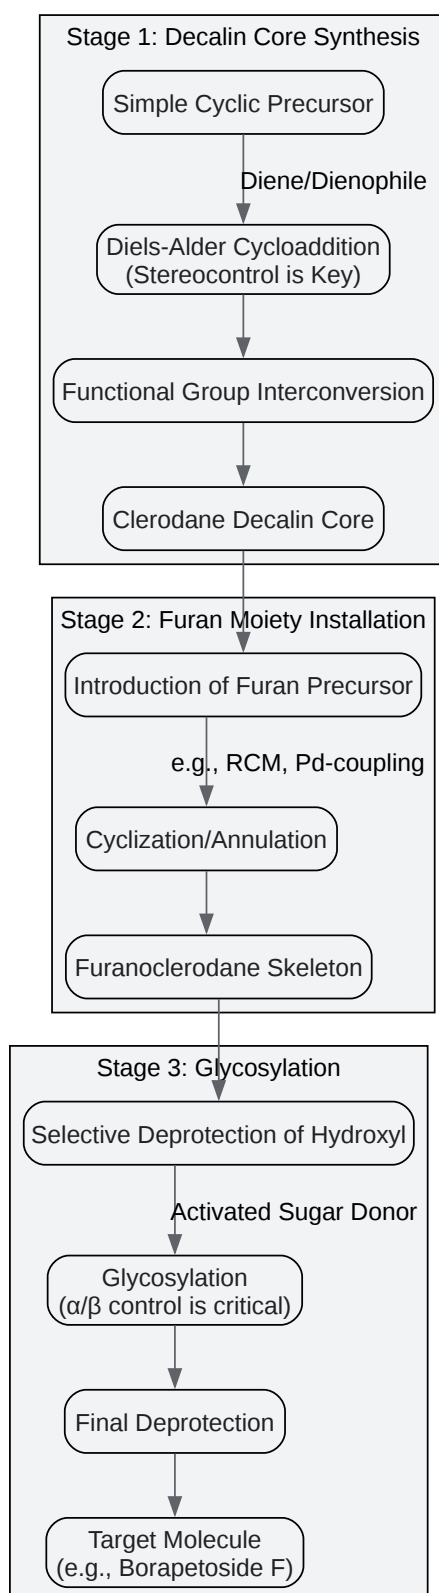 Stage 1: Decalin Core Synthesis
Simple Cyclic Precursor
Diene/Dienophile
Diels-Alder Cycloaddition
(Stereocontrol is Key)
Functional Group Interconversion
Clerodane Decalin Core
Stage 2: Furan Moiety Installation
Introduction of Furan Precursor
e.g., RCM, Pd-coupling
Cyclization/Annulation
Furanoclerodane Skeleton
Stage 3: Glycosylation
Selective Deprotection of Hydroxyl
Activated Sugar Donor
Glycosylation
(α/β control is critical)
Final Deprotection
Target Molecule
(e.g., Borapetoside F)